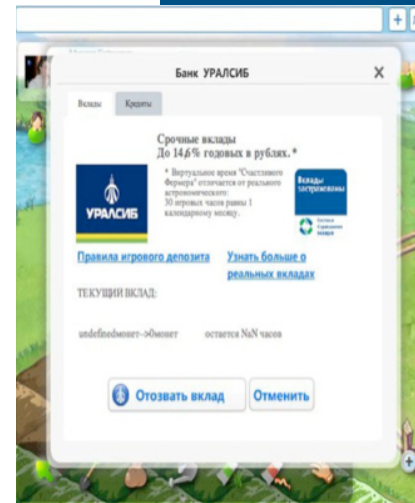 Банк УРАЛСИБ
X
Вклады Кредиты
Срочные вклады
До 14,6% годовых в рублях.*
* Виртуальное время "Счастливого
Фермера" отличается от реального
астрономического:
30 игровых часов равны 1
календарному месяцу.
УРАЛСИБ
Вклады
застрахованы
Правила игрового депозита
Узнать больше о
реальных вкладах
ТЕКУЩИЙ ВКЛАД:
undefinedмонет-->0монет остается NaN часов
Отозвать вклад Отменить